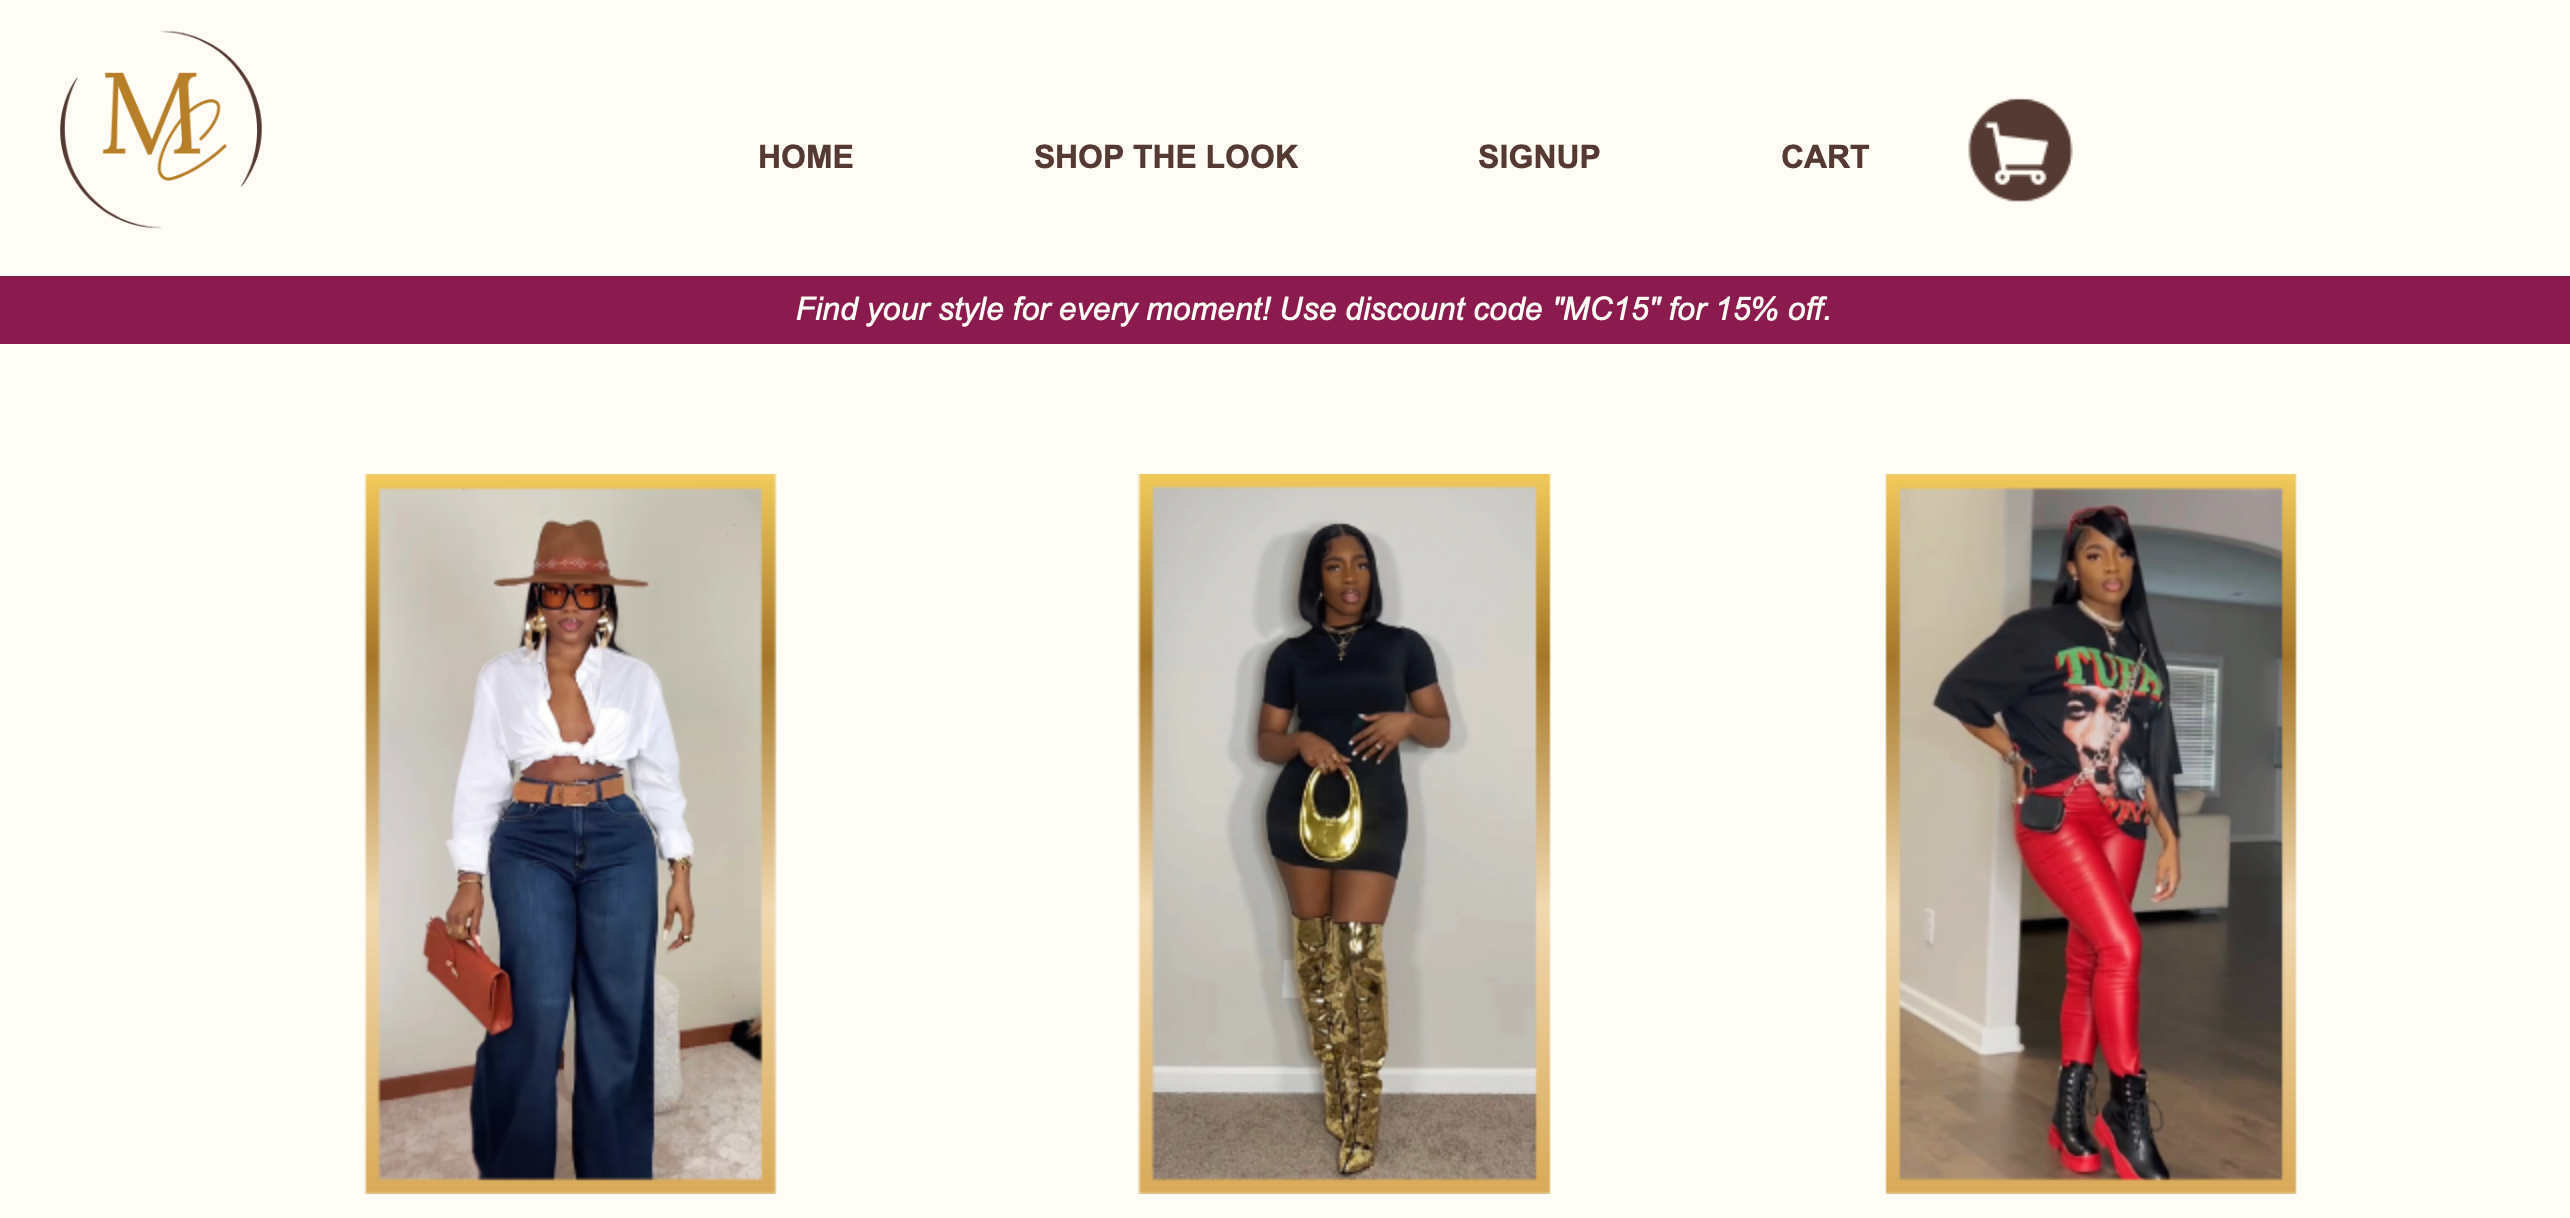 MC
HOME SHOP THE LOOK SIGNUP CART
Find your style for every moment! Use discount code "MC15" for 15% off.